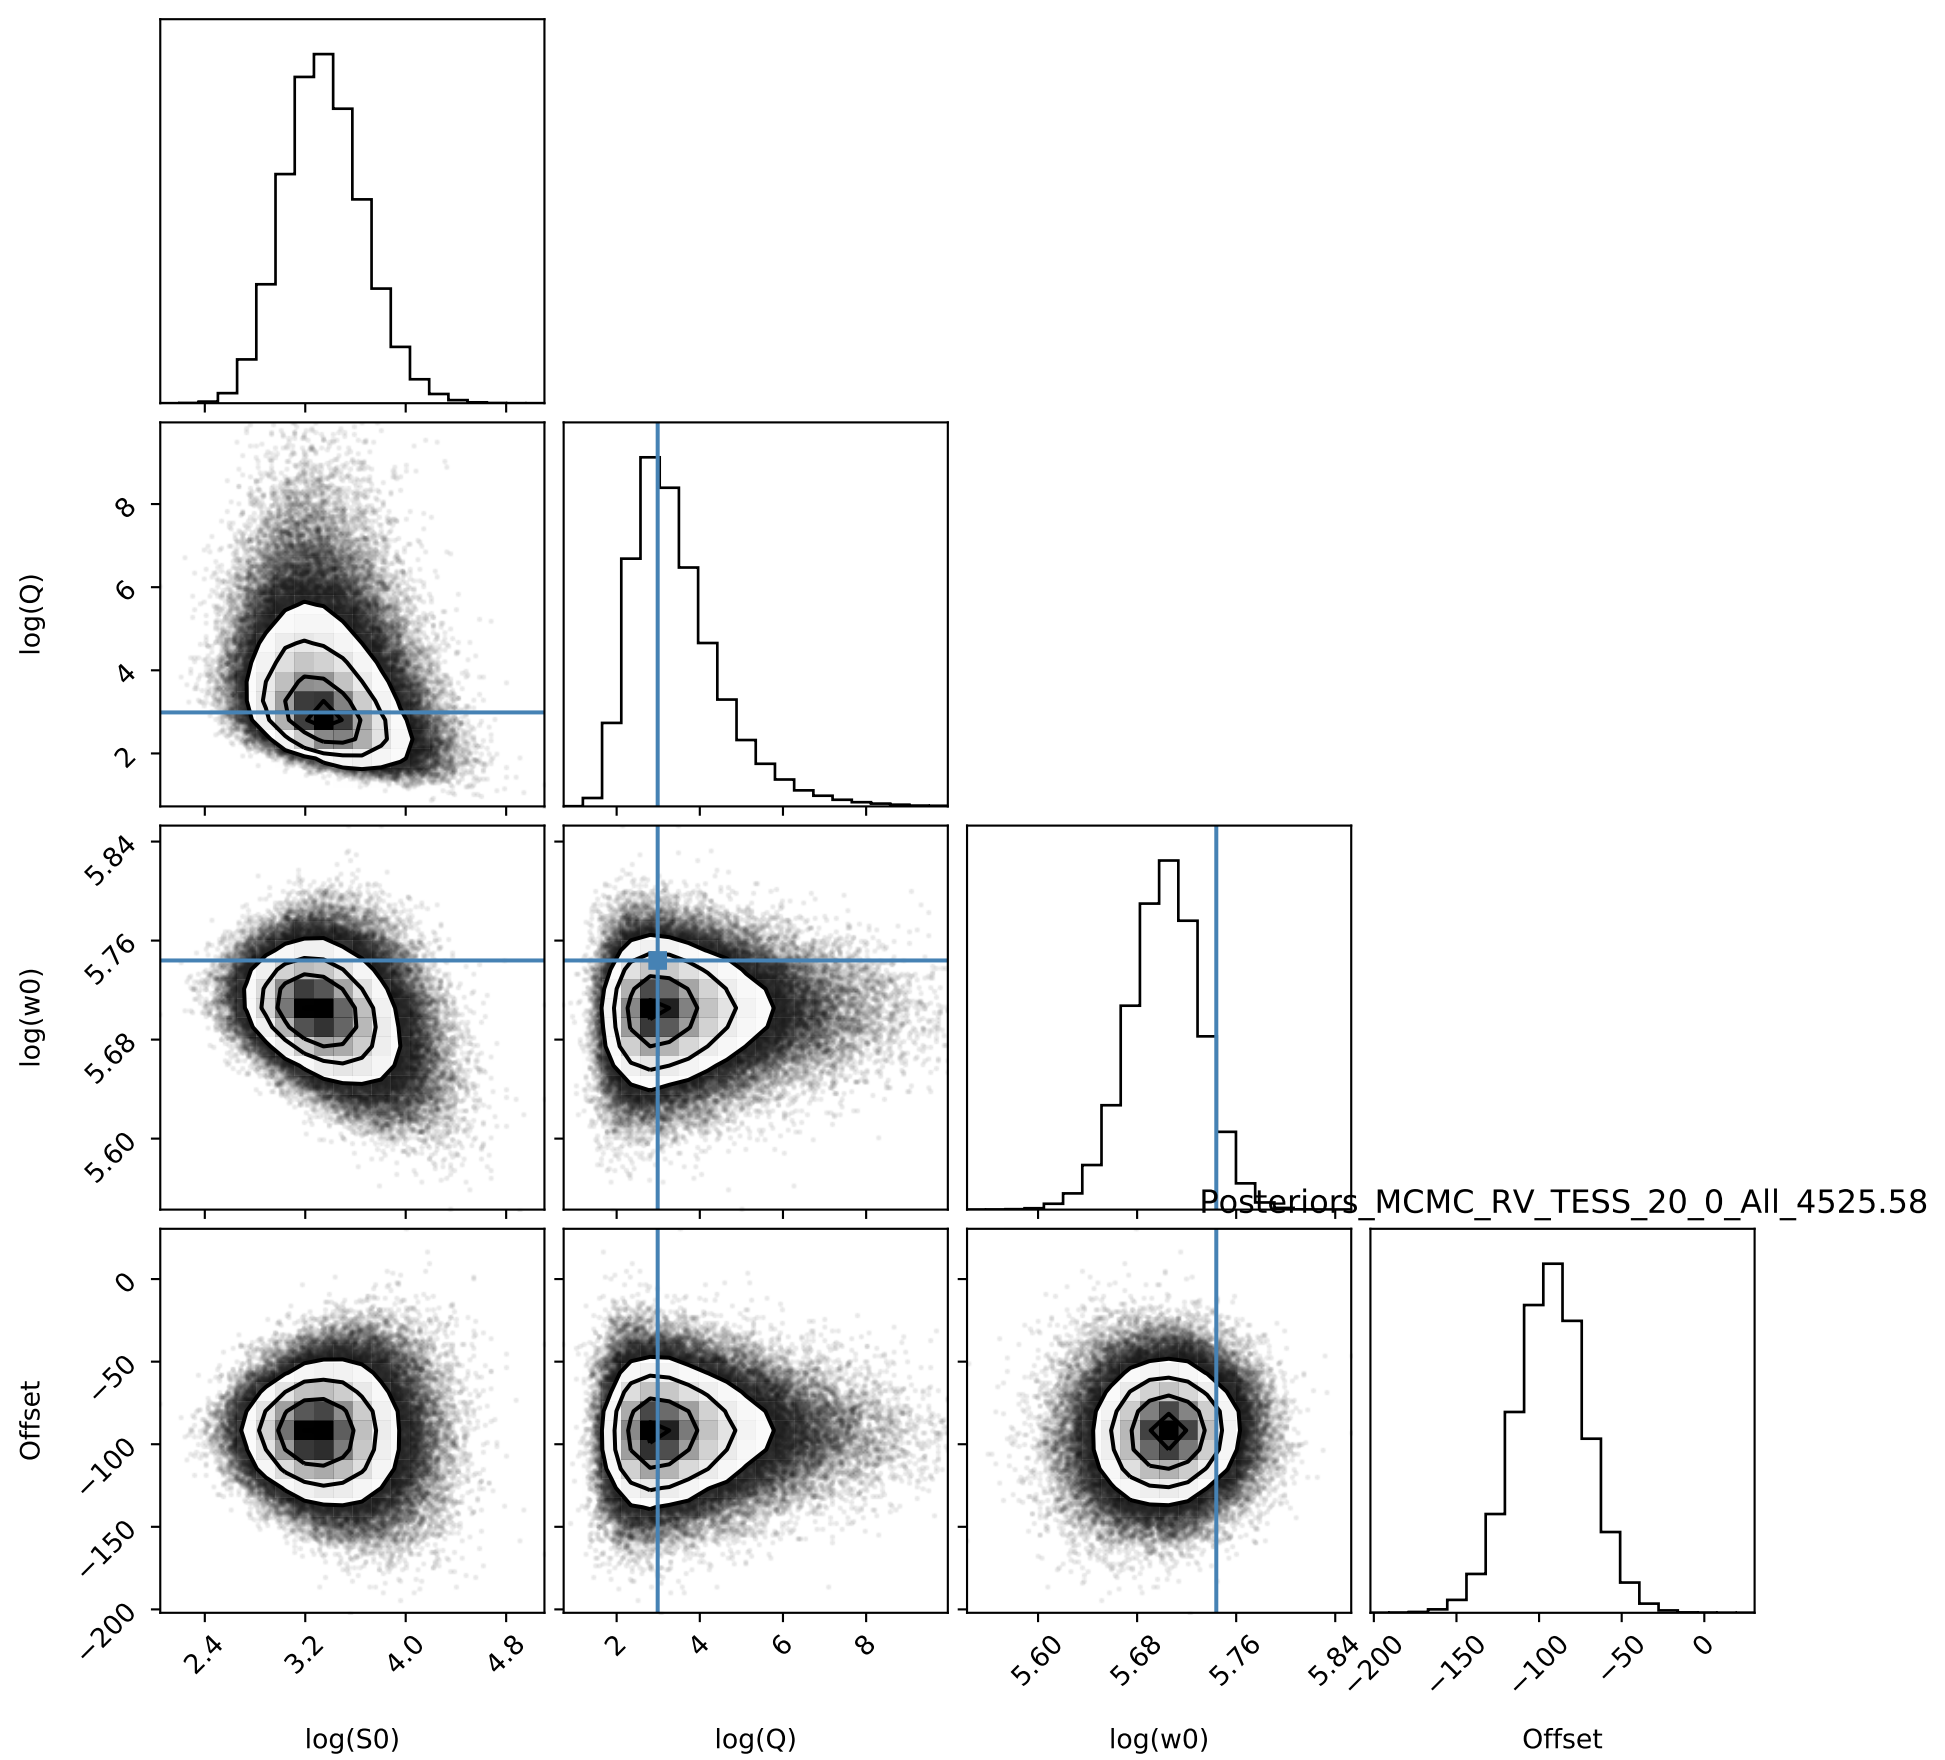 log(Q)
8
6
4
2
log(w0)
5.84
5.76
5.68
5.60
Posteriors_MCMC_RV_TESS_20_0_All_4525.58
Offset
0
−50
−100
−150
−200
2.4 3.2 4.0 4.8
2 4 6 8
5.60 5.68 5.76 5.84
−200 −150 −100 −50 0
log(S0) log(Q) log(w0) Offset